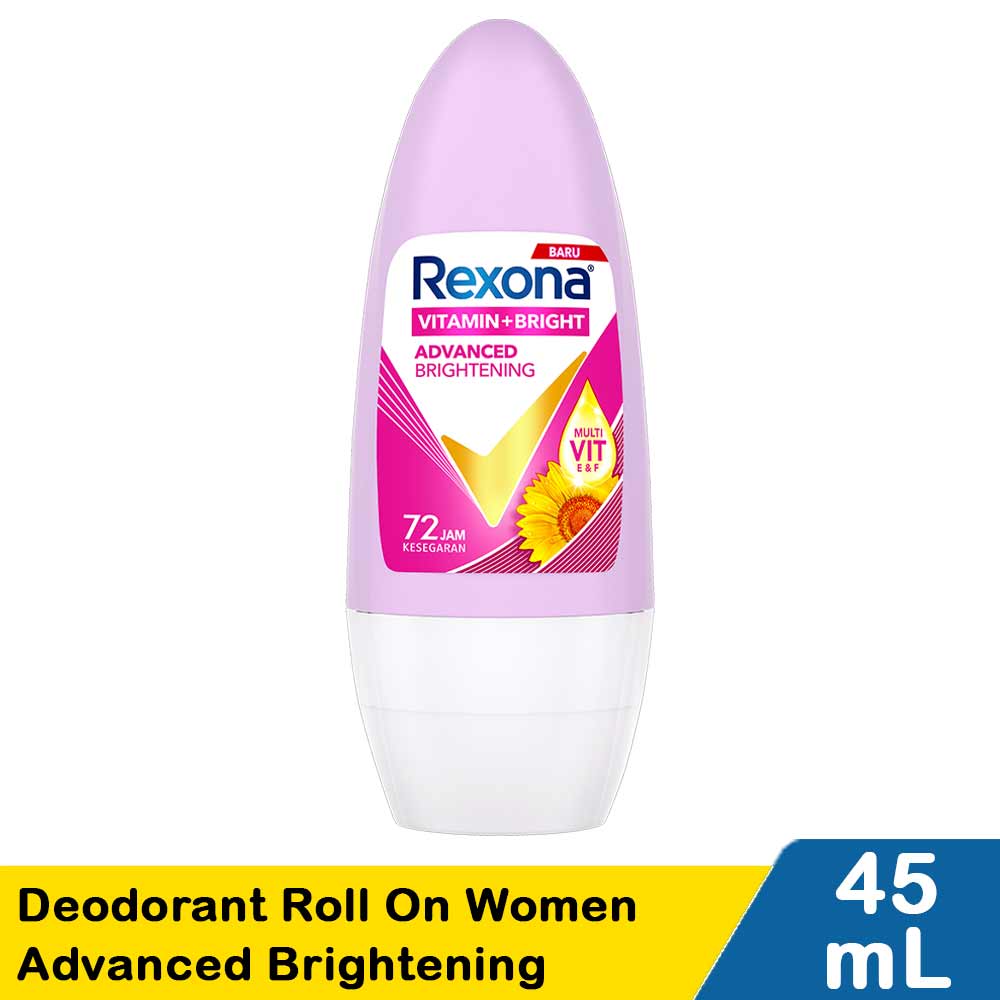 BARU
Rexona®
VITAMIN+BRIGHT
ADVANCED
BRIGHTENING
MULTI
VIT
E & F
72 JAM
KESEGARAN
Deodorant Roll On Women
Advanced Brightening
45
mL